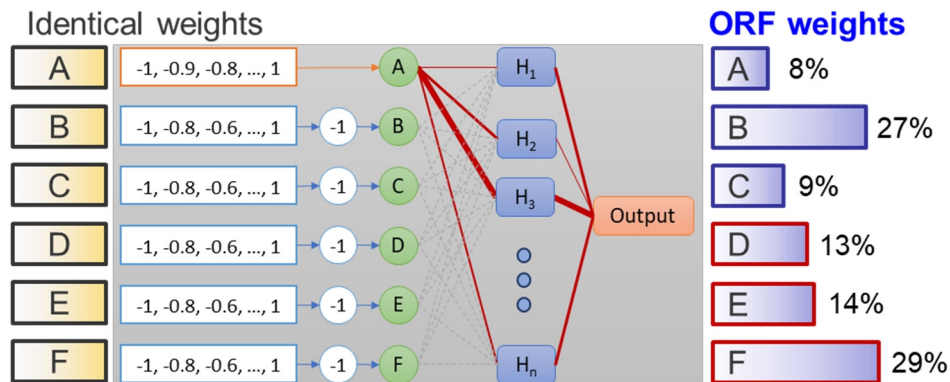 Identical weights
ORF weights
A -1, -0.9, -0.8, ..., 1 A H1 A 8%
B -1, -0.8, -0.6, ..., 1 -1 B H2 B 27%
C -1, -0.8, -0.6, ..., 1 -1 C H3 C 9%
Output
D -1, -0.8, -0.6, ..., 1 -1 D D 13%
E -1, -0.8, -0.6, ..., 1 -1 E E 14%
F -1, -0.8, -0.6, ..., 1 -1 F Hn F 29%